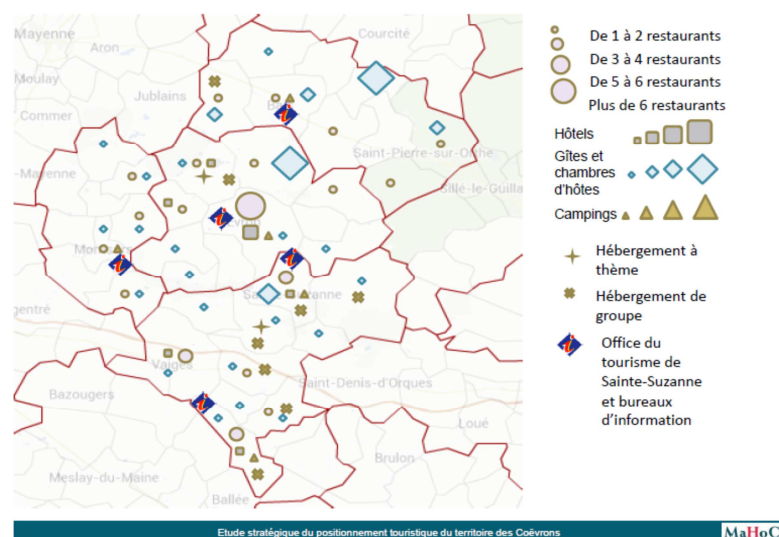 Mayenne
Courcité
Aron
Moulay
Jublains
Commer
Saint-Pierre-sur-Orthe
Mayenne
Sillé-le-Guilla
Vaiges
Saint-Denis-d'Orques
Bazougers
Loué
Brulon
Meslay-du-Maine
Ballée
De 1 à 2 restaurants
De 3 à 4 restaurants
De 5 à 6 restaurants
Plus de 6 restaurants
Hôtels
Gîtes et
chambres
d'hôtes
Campings
Hébergement à
thème
Hébergement de
groupe
Office du
tourisme de
Sainte-Suzanne
et bureaux
d'information
Etude stratégique du positionnement touristique du territoire des Coëvrons
MaHoC